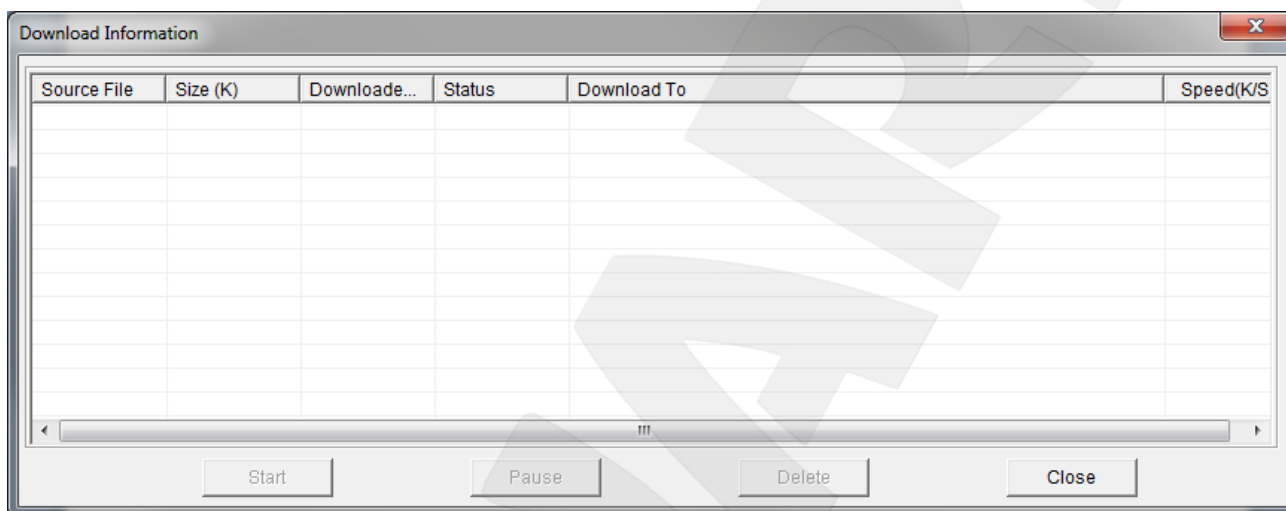 Download Information
Source File Size (K) Downloade... Status Download To Speed(K/S
Start Pause Delete Close